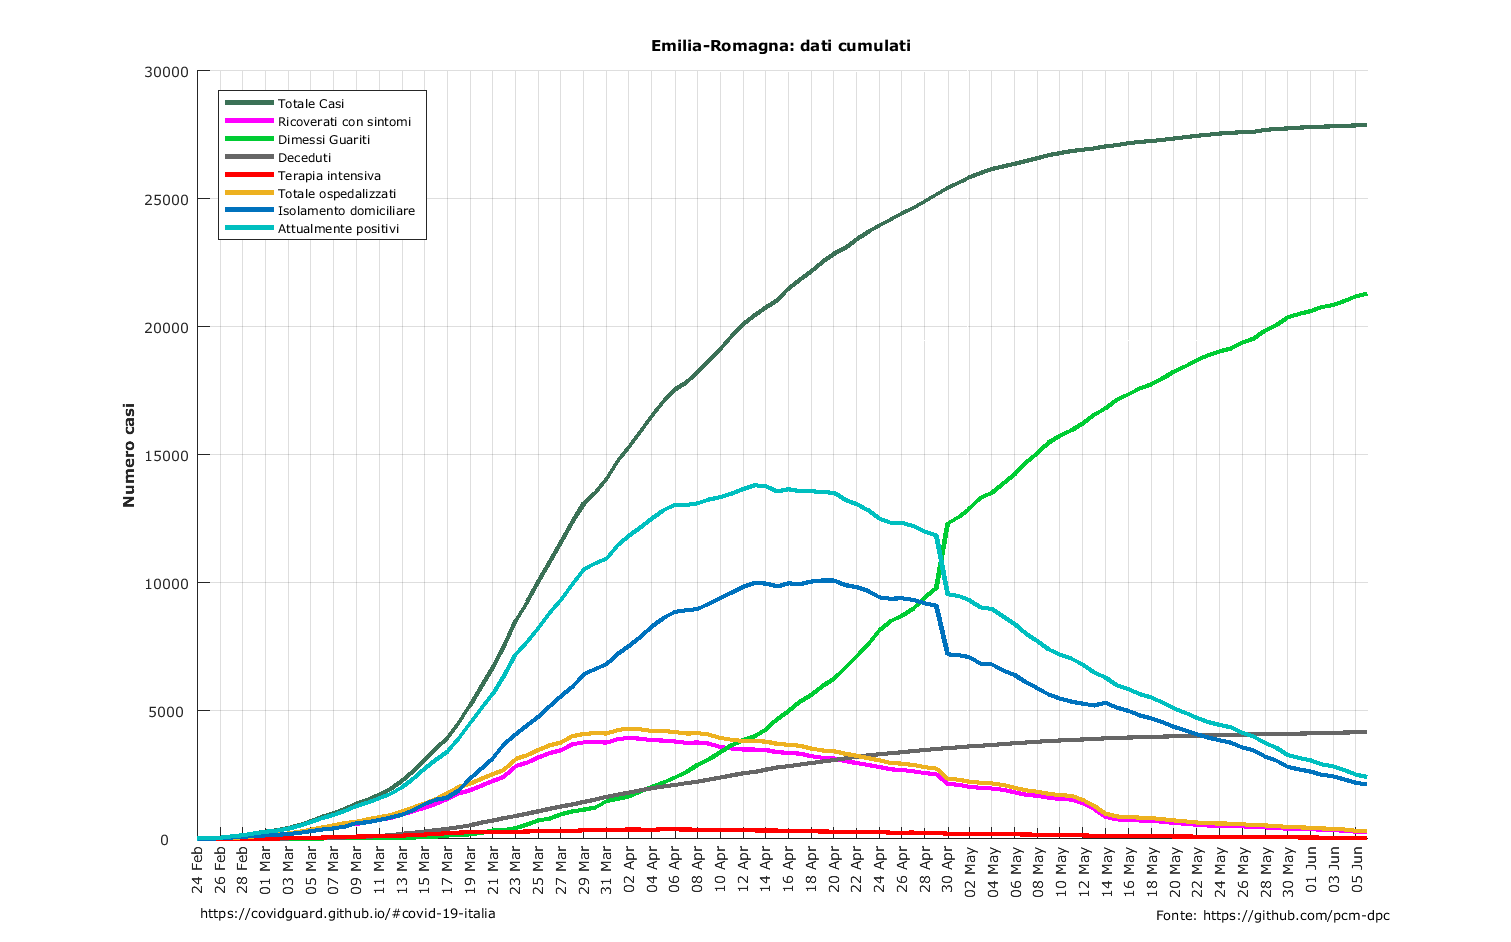 Emilia-Romagna: dati cumulati
Numero casi
30000
25000
20000
15000
10000
5000
0
Totale Casi
Ricoverati con sintomi
Dimessi Guariti
Deceduti
Terapia intensiva
Totale ospedalizzati
Isolamento domiciliare
Attualmente positivi
24 Feb
26 Feb
28 Feb
01 Mar
03 Mar
05 Mar
07 Mar
09 Mar
11 Mar
13 Mar
15 Mar
17 Mar
19 Mar
21 Mar
23 Mar
25 Mar
27 Mar
29 Mar
31 Mar
02 Apr
04 Apr
06 Apr
08 Apr
10 Apr
12 Apr
14 Apr
16 Apr
18 Apr
20 Apr
22 Apr
24 Apr
26 Apr
28 Apr
30 Apr
02 May
04 May
06 May
08 May
10 May
12 May
14 May
16 May
18 May
20 May
22 May
24 May
26 May
28 May
30 May
01 Jun
03 Jun
05 Jun
https://covidguard.github.io/#covid-19-italia
Fonte: https://github.com/pcm-dpc